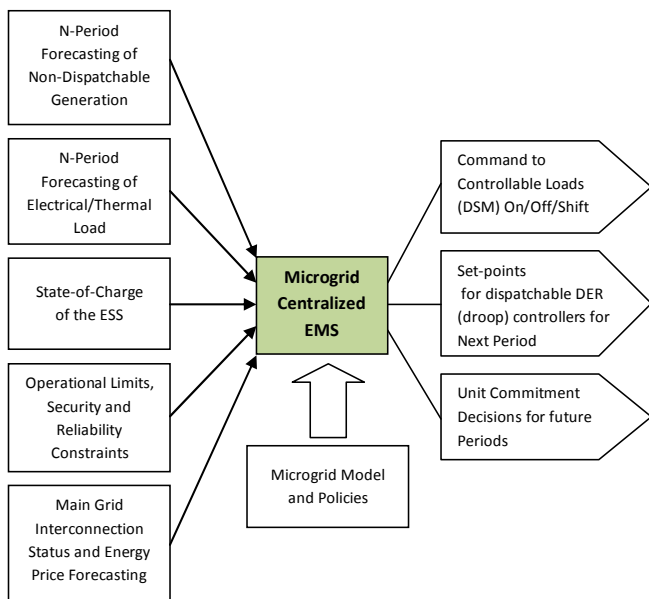 N-Period
Forecasting of
Non-Dispatchable
Generation
N-Period
Forecasting of
Electrical/Thermal
Load
State-of-Charge
of the ESS
Operational Limits,
Security and
Reliability
Constraints
Main Grid
Interconnection
Status and Energy
Price Forecasting
Microgrid
Centralized
EMS
Microgrid Model
and Policies
Command to
Controllable Loads
(DSM) On/Off/Shift
Set-points
for dispatchable DER
(droop) controllers for
Next Period
Unit Commitment
Decisions for future
Periods